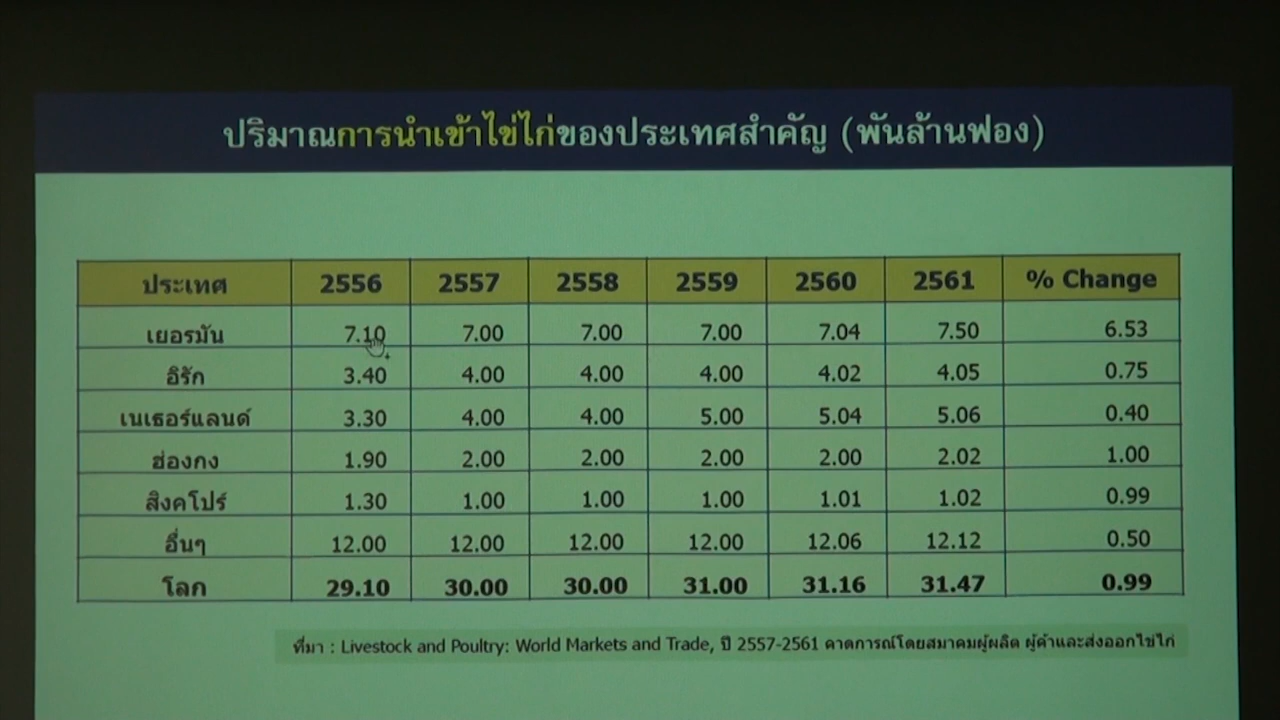 ปริมาณการนำเข้าไข่ไก่ของประเทศสำคัญ (พันล้านฟอง)
ประเทศ 2556 2557 2558 2559 2560 2561 % Change
เยอรมัน 7.10 7.00 7.00 7.00 7.04 7.50 6.53
อิรัก 3.40 4.00 4.00 4.00 4.02 4.05 0.75
เนเธอร์แลนด์ 3.30 4.00 4.00 5.00 5.04 5.06 0.40
ฮ่องกง 1.90 2.00 2.00 2.00 2.00 2.02 1.00
สิงคโปร์ 1.30 1.00 1.00 1.00 1.01 1.02 0.99
อื่นๆ 12.00 12.00 12.00 12.00 12.06 12.12 0.50
โลก 29.10 30.00 30.00 31.00 31.16 31.47 0.99
ที่มา : Livestock and Poultry: World Markets and Trade, ปี 2557-2561 คาดการณ์โดยสมาคมผู้ผลิต ผู้ค้าและส่งออกไข่ไก่